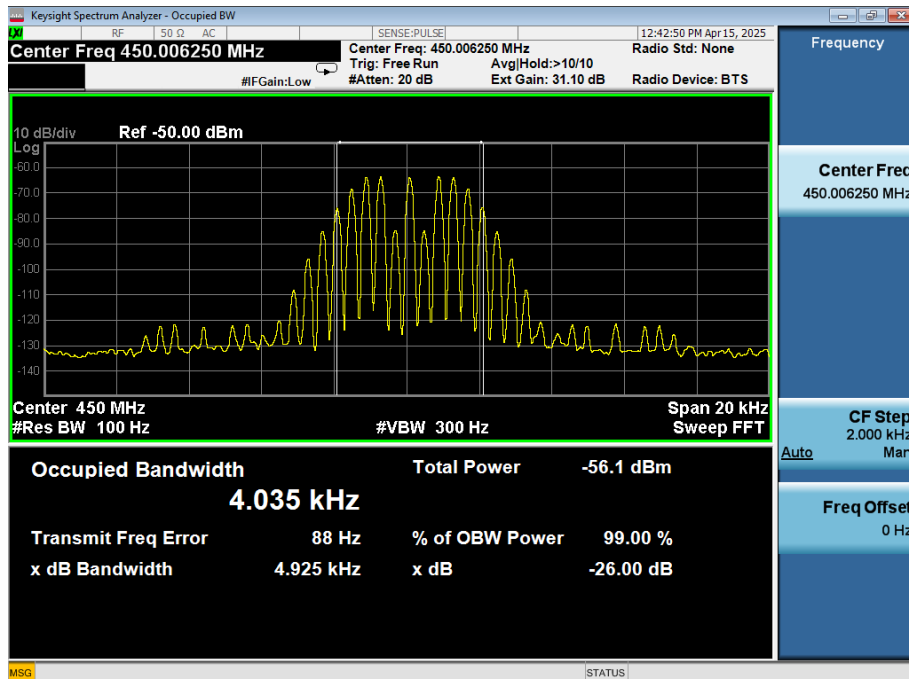 Keysight Spectrum Analyzer - Occupied BW
LXI RF 50 Ω AC SENSE:PULSE 12:42:50 PM Apr 15, 2025
Center Freq 450.006250 MHz
Center Freq: 450.006250 MHz Radio Std: None
Trig: Free Run Avg|Hold:>10/10
#IFGain:Low #Atten: 20 dB Ext Gain: 31.10 dB Radio Device: BTS
10 dB/div Ref -50.00 dBm
Log
-60.0
-70.0
-80.0
-90.0
-100
-110
-120
-130
-140
Center 450 MHz Span 20 kHz
#Res BW 100 Hz #VBW 300 Hz Sweep FFT
Occupied Bandwidth Total Power -56.1 dBm
4.035 kHz
Transmit Freq Error 88 Hz % of OBW Power 99.00 %
x dB Bandwidth 4.925 kHz x dB -26.00 dB
Frequency
Center Freq
450.006250 MHz
CF Step
2.000 kHz
Auto Man
Freq Offset
0 Hz
MSG STATUS